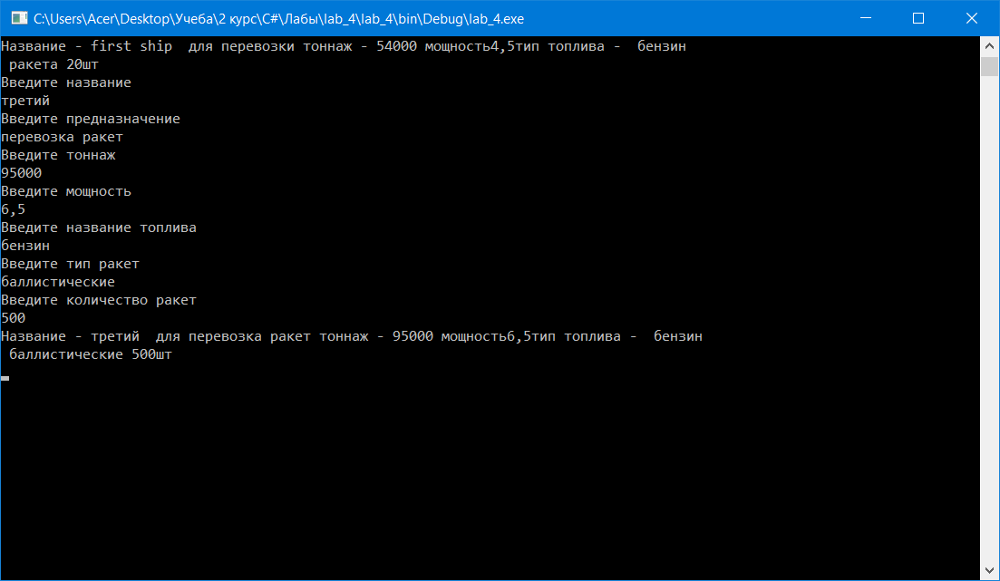 C:\Users\Acer\Desktop\Учеба\2 курс\C#\Лабы\lab_4\lab_4\bin\Debug\lab_4.exe
Название - first ship  для перевозки тоннаж - 54000 мощность4,5тип топлива -  бензин
 ракета 20шт
Введите название
третий
Введите предназначение
перевозка ракет
Введите тоннаж
95000
Введите мощность
6,5
Введите название топлива
бензин
Введите тип ракет
баллистические
Введите количество ракет
500
Название - третий  для перевозка ракет тоннаж - 95000 мощность6,5тип топлива -  бензин
 баллистические 500шт